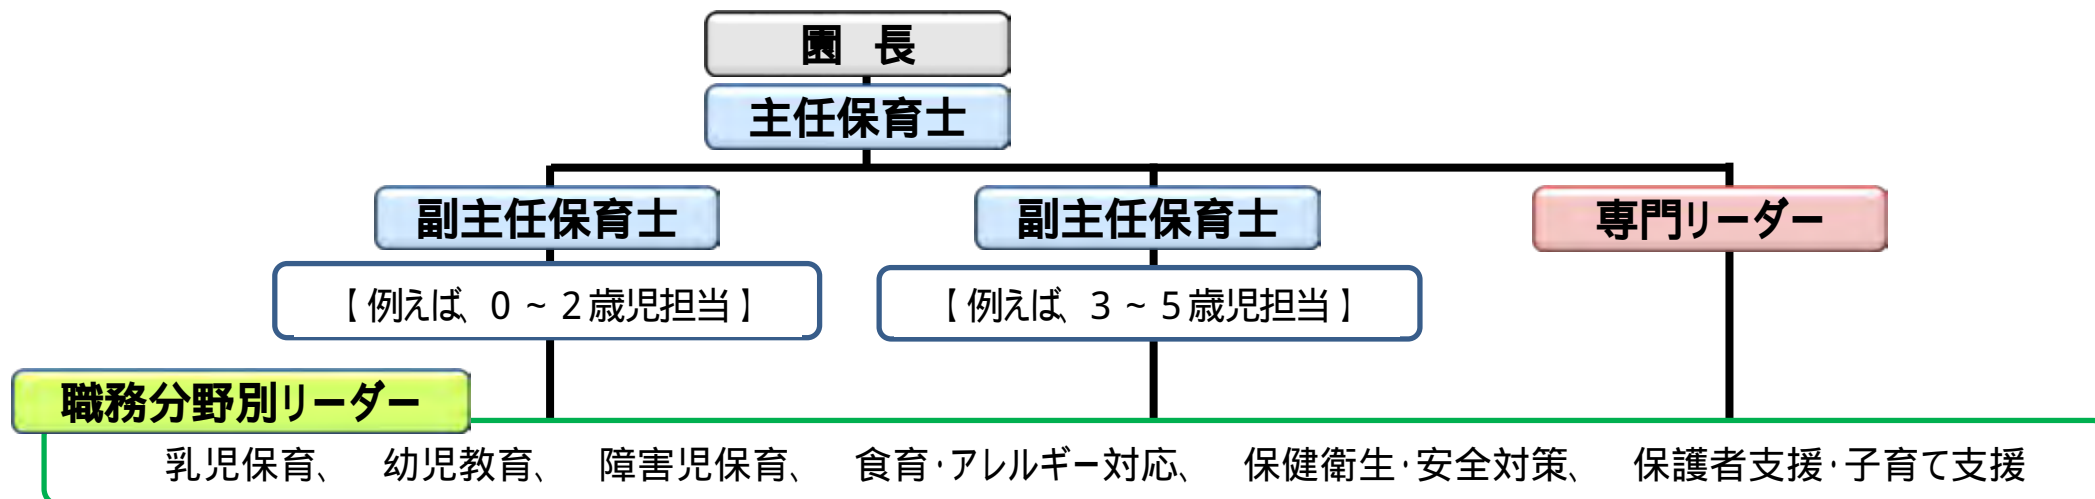 園　長
主任保育士
副主任保育士
副主任保育士
専門リーダー
【例えば、０～２歳児担当】
【例えば、３～５歳児担当】
職務分野別リーダー
乳児保育、　幼児教育、　障害児保育、　食育・アレルギー対応、　保健衛生・安全対策、　保護者支援・子育て支援